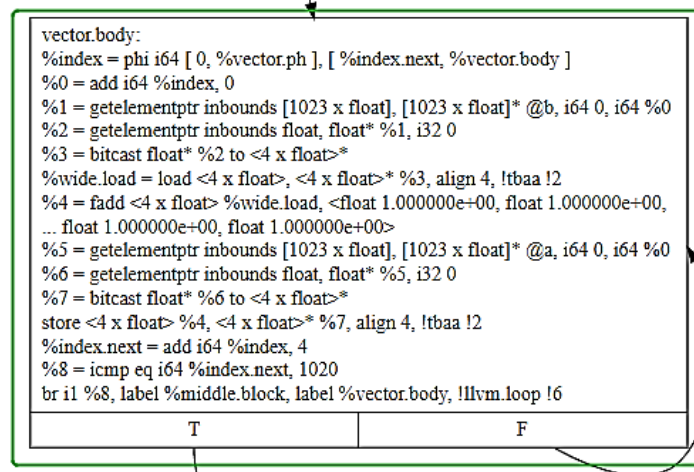 vector.body:
%index = phi i64 [ 0, %vector.ph ], [ %index.next, %vector.body ]
%0 = add i64 %index, 0
%1 = getelementptr inbounds [1023 x float], [1023 x float]* @b, i64 0, i64 %0
%2 = getelementptr inbounds float, float* %1, i32 0
%3 = bitcast float* %2 to <4 x float>*
%wide.load = load <4 x float>, <4 x float>* %3, align 4, !tbaa !2
%4 = fadd <4 x float> %wide.load, <float 1.000000e+00, float 1.000000e+00,
... float 1.000000e+00, float 1.000000e+00>
%5 = getelementptr inbounds [1023 x float], [1023 x float]* @a, i64 0, i64 %0
%6 = getelementptr inbounds float, float* %5, i32 0
%7 = bitcast float* %6 to <4 x float>*
store <4 x float> %4, <4 x float>* %7, align 4, !tbaa !2
%index.next = add i64 %index, 4
%8 = icmp eq i64 %index.next, 1020
br i1 %8, label %middle.block, label %vector.body, !llvm.loop !6
T F